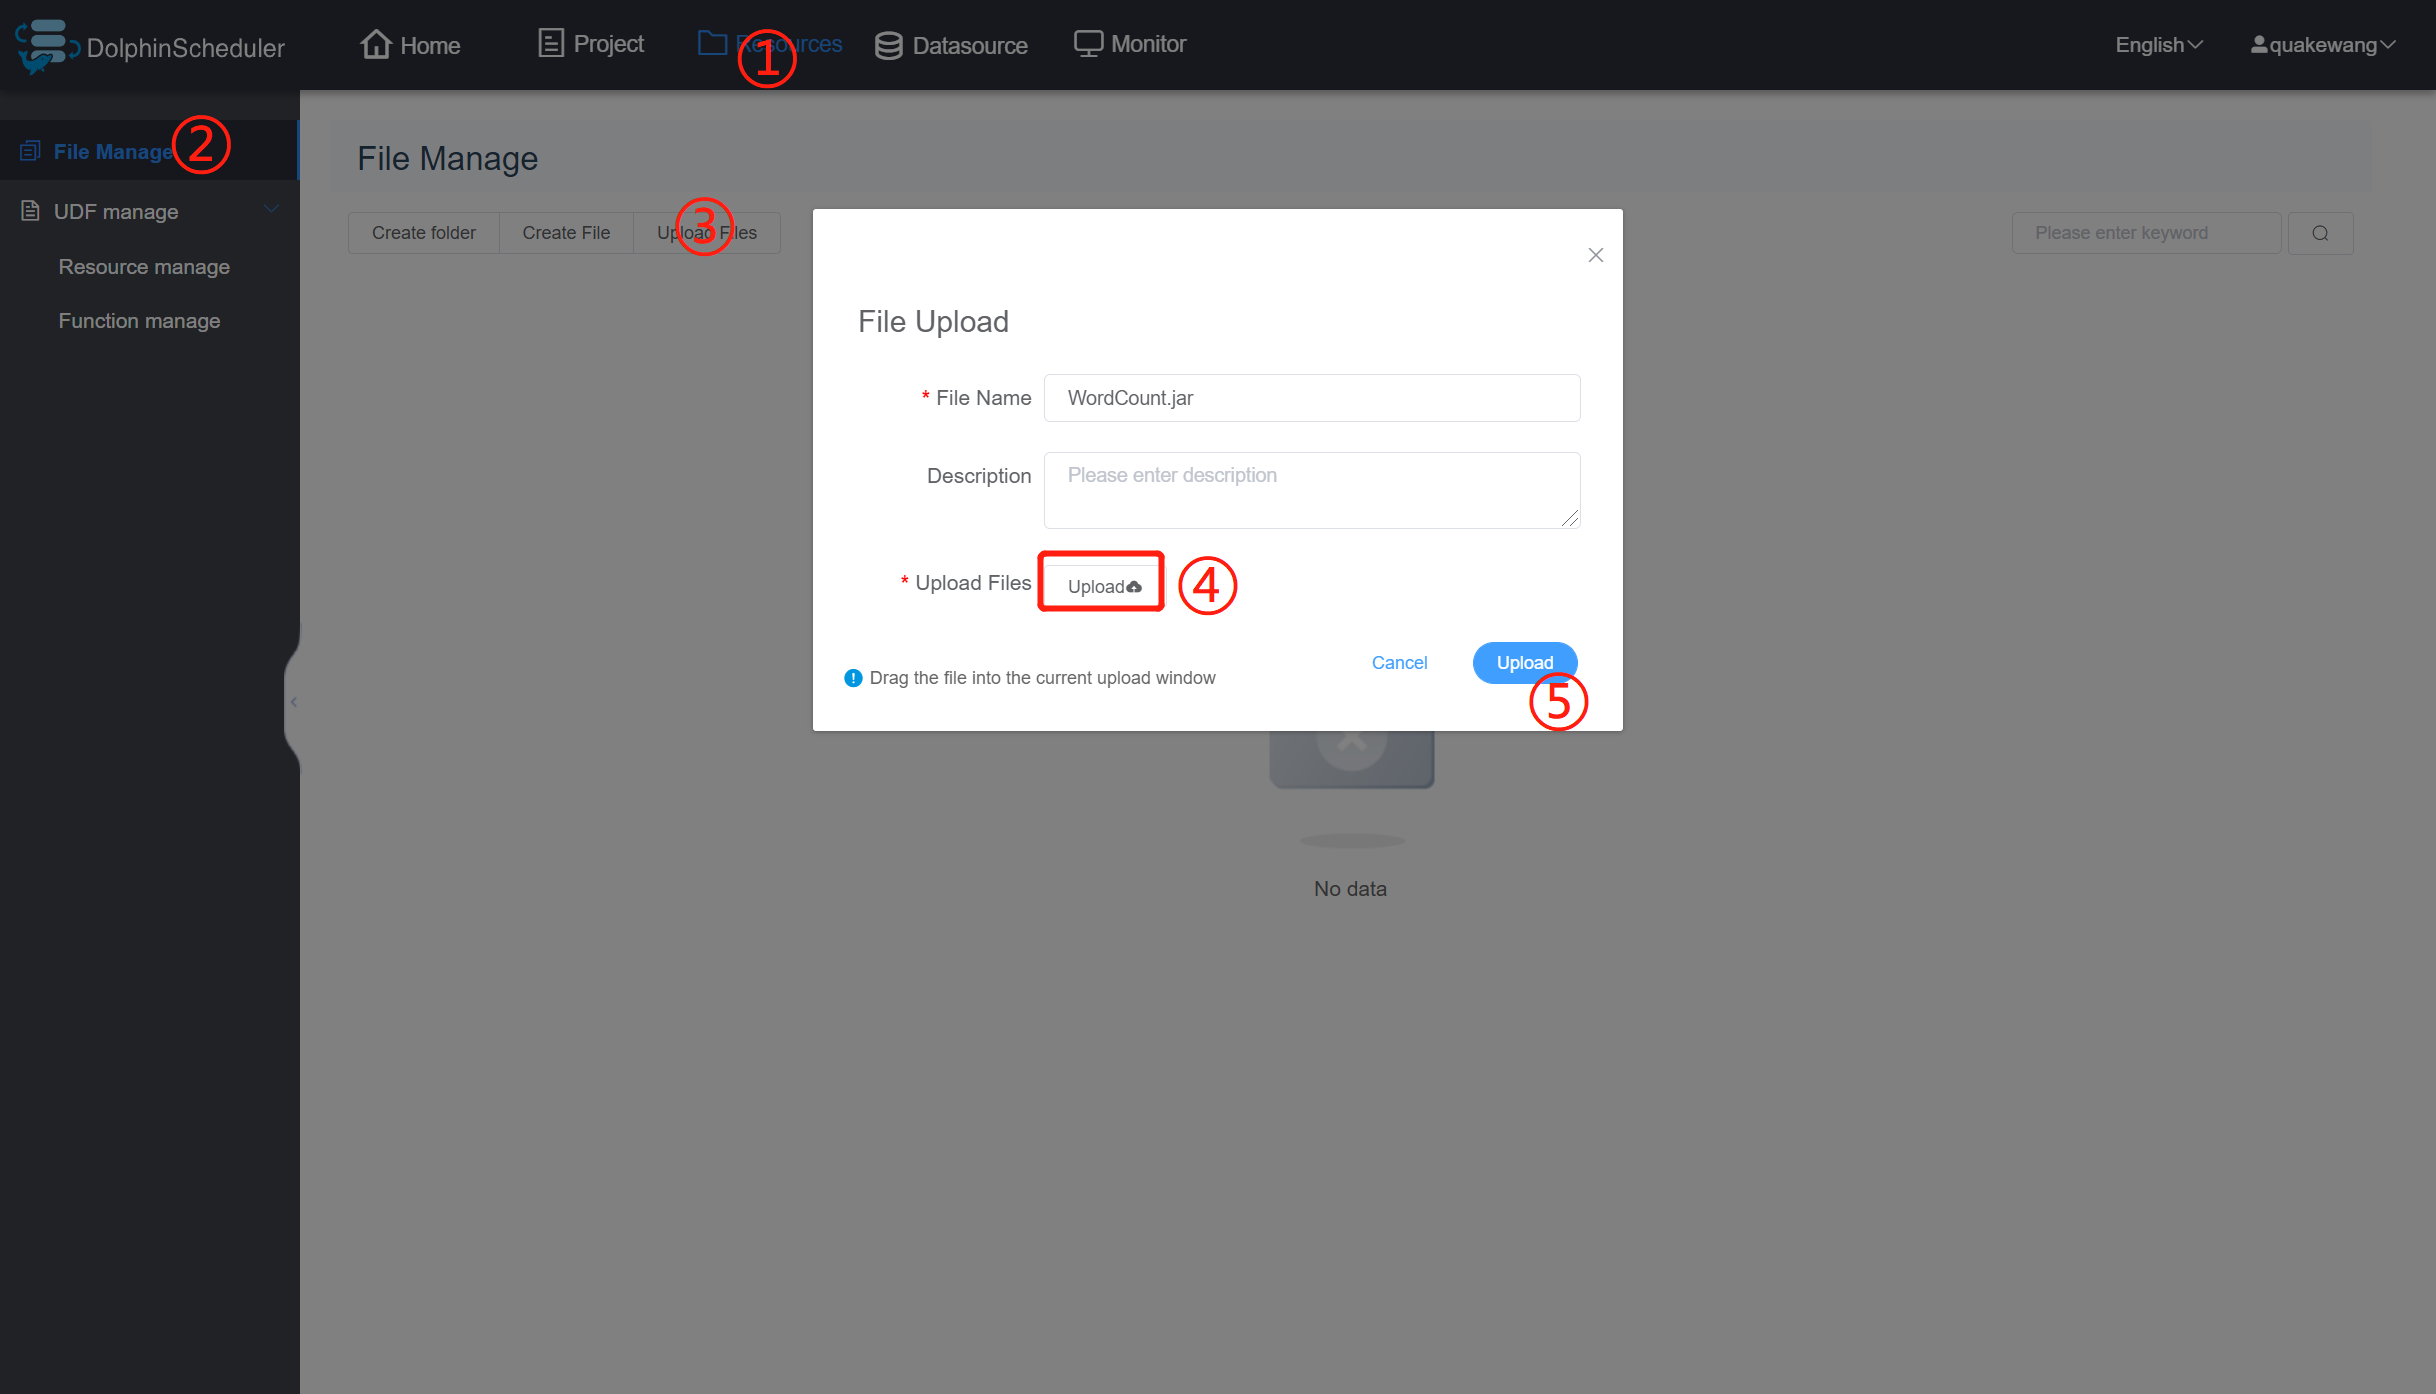 DolphinScheduler
Home
Project
Resources
①
Datasource
Monitor
English
quakewang
File Manage
②
UDF manage
Resource manage
Function manage
File Manage
Create folder
Create File
Upload Files
③
Please enter keyword
File Upload
* File Name
WordCount.jar
Description
Please enter description
* Upload Files
Upload
④
Drag the file into the current upload window
Cancel
Upload
⑤
No data